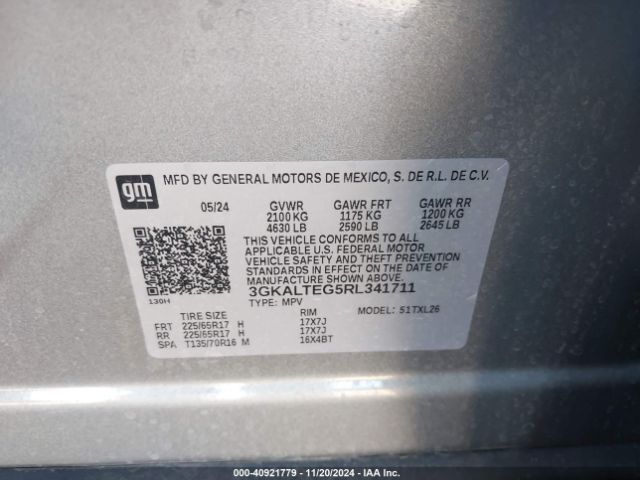 gm
MFD BY GENERAL MOTORS DE MEXICO, S. DE R.L. DE C.V.
05/24 GVWR GAWR FRT GAWR RR
2100 KG 1175 KG 1200 KG
4630 LB 2590 LB 2645 LB
THIS VEHICLE CONFORMS TO ALL
APPLICABLE U.S. FEDERAL MOTOR
VEHICLE SAFETY AND THEFT PREVENTION
STANDARDS IN EFFECT ON THE DATE OF
MANUFACTURE SHOWN ABOVE.
3GKALTEG5RL341711
130H TYPE: MPV MODEL: 51TXL26
TIRE SIZE RIM
FRT 225/65R17 H 17X7J
RR 225/65R17 H 17X7J
SPA T135/70R16 M 16X4BT
000-40921779 | 11/20/2024 | IAA Inc.